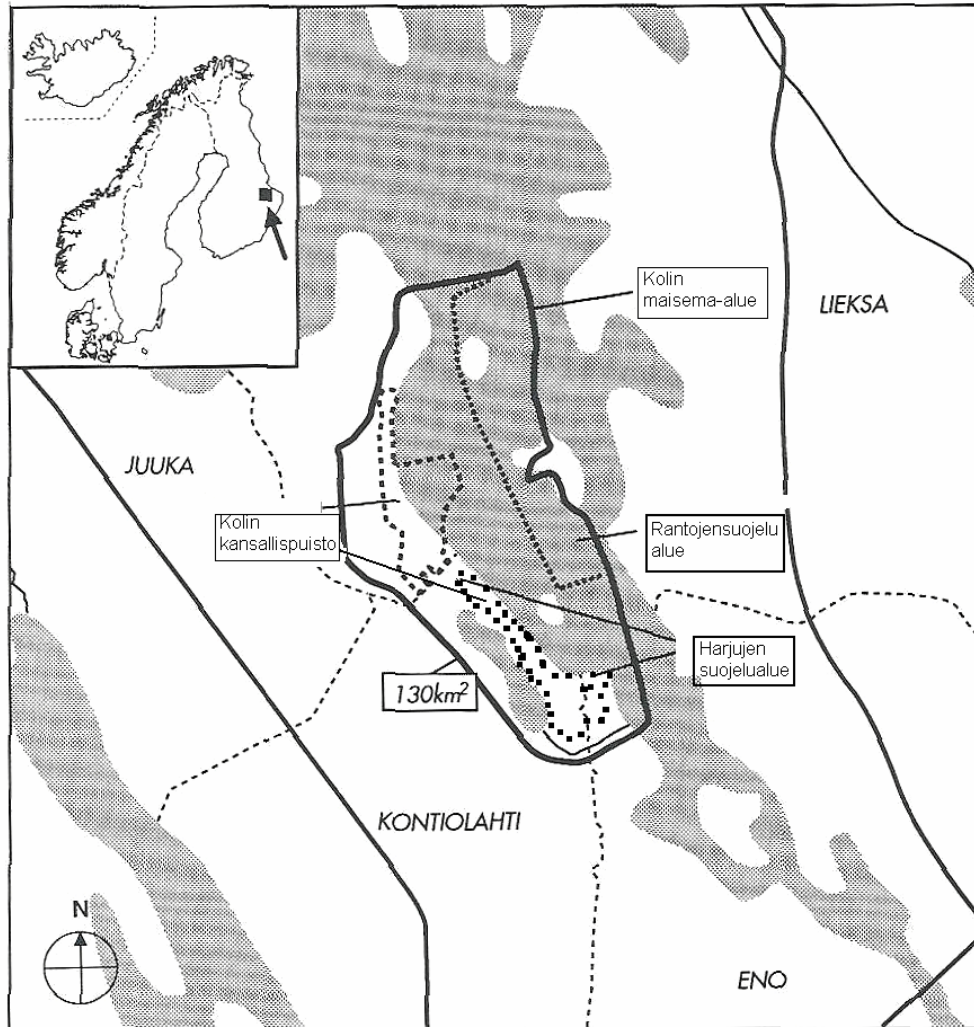 Kolin
maisema-alue
LIEKSA
JUUKA
Kolin
kansallispuisto
Rantojensuojelu
alue
Harjujen
suojelualue
130km²
KONTIOLAHTI
N
ENO